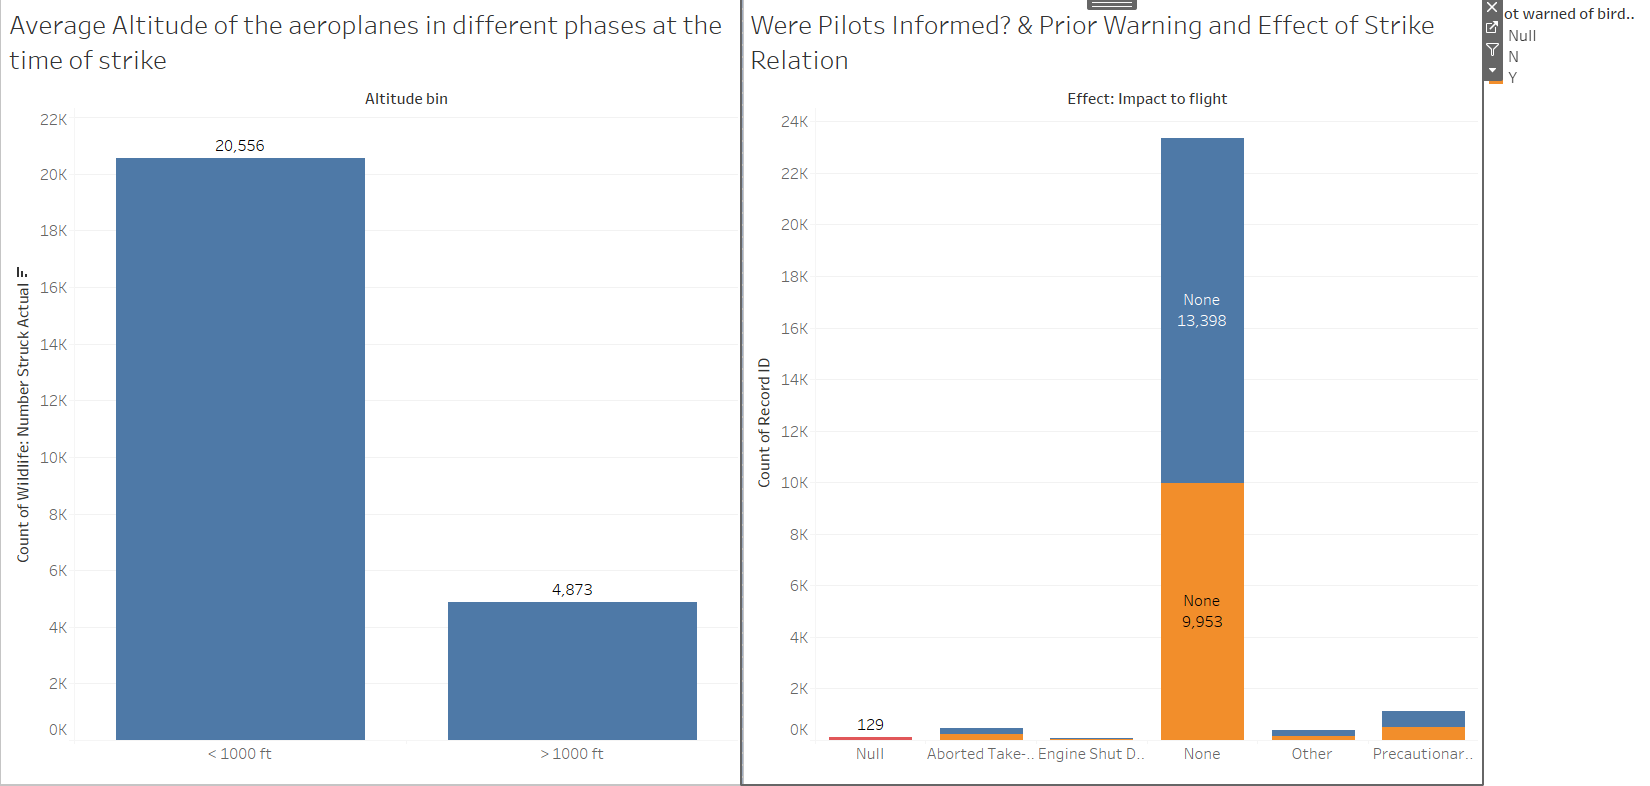 Average Altitude of the aeroplanes in different phases at the
time of strike
Altitude bin
Count of Wildlife: Number Struck Actual
22K
20K
18K
16K
14K
12K
10K
8K
6K
4K
2K
0K
20,556
4,873
< 1000 ft
> 1000 ft
Were Pilots Informed? & Prior Warning and Effect of Strike
Relation
Effect: Impact to flight
Count of Record ID
24K
22K
20K
18K
16K
14K
12K
10K
8K
6K
4K
2K
0K
None
13,398
None
9,953
129
Null
Aborted Take-..
Engine Shut D..
None
Other
Precautionar..
ot warned of bird..
Null
N
Y